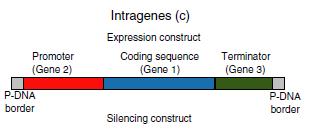 Intragenes (c)
Expression construct
Promoter
(Gene 2)
Coding sequence
(Gene 1)
Terminator
(Gene 3)
P-DNA
border
P-DNA
border
Silencing construct